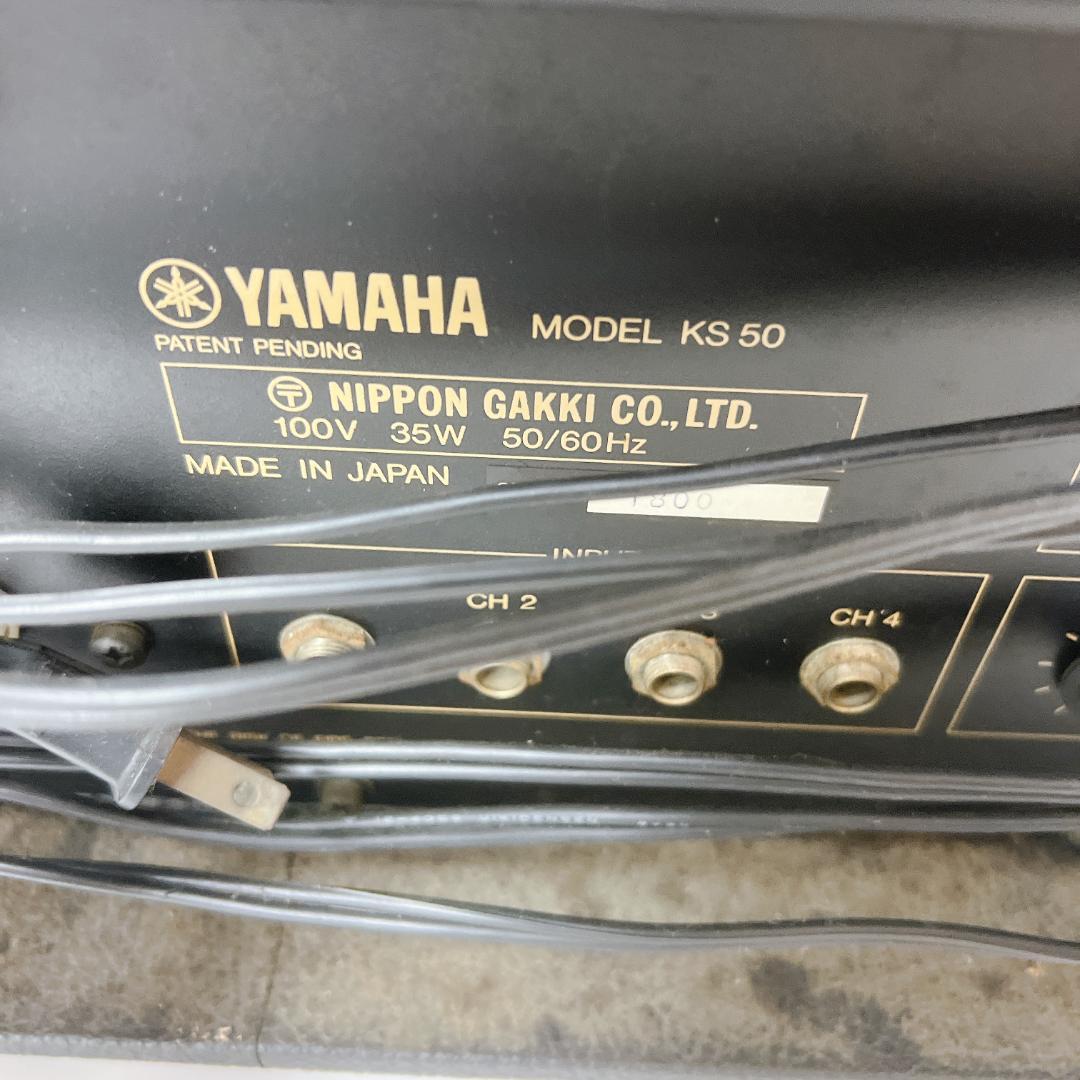 YAMAHA
MODEL KS 50
PATENT PENDING
〒 NIPPON GAKKI CO., LTD.
100V 35W 50/60Hz
MADE IN JAPAN
1800
CH 2
CH 4